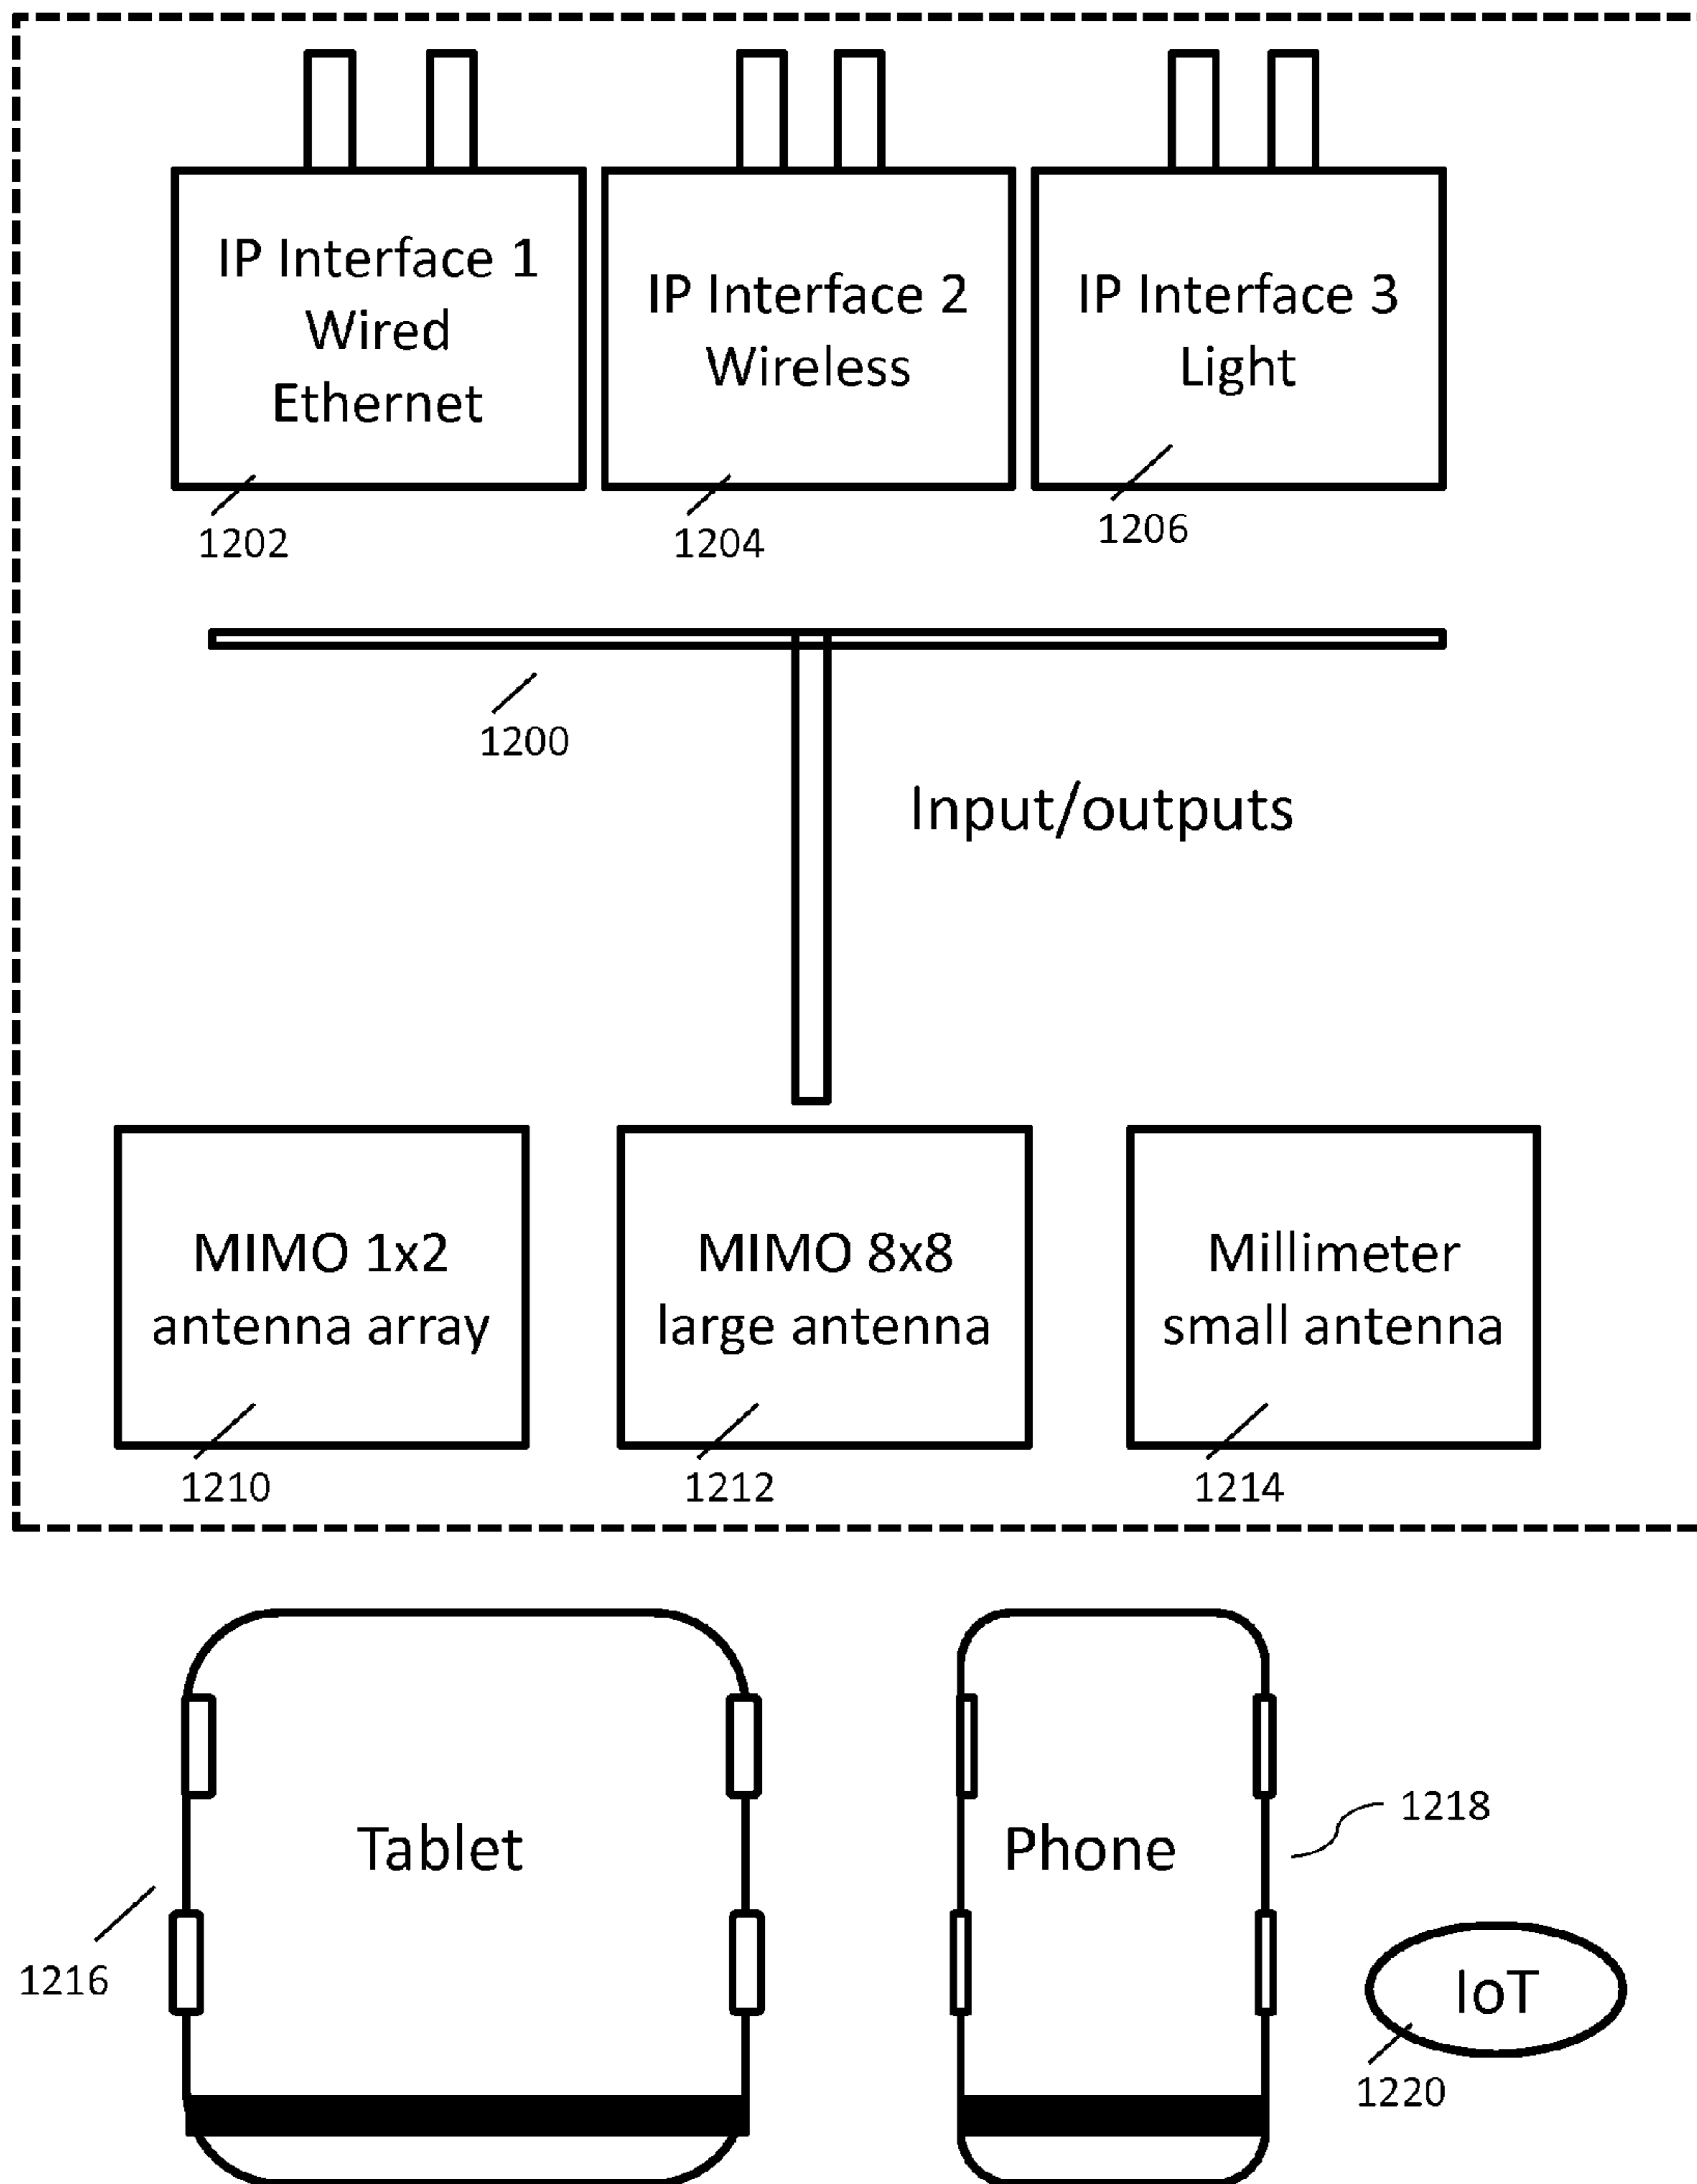 IP Interface 1
Wired
Ethernet
1202
IP Interface 2
Wireless
1204
IP Interface 3
Light
1206
1200
Input/outputs
MIMO 1x2
antenna array
1210
MIMO 8x8
large antenna
1212
Millimeter
small antenna
1214
Tablet
1216
Phone
1218
IoT
1220